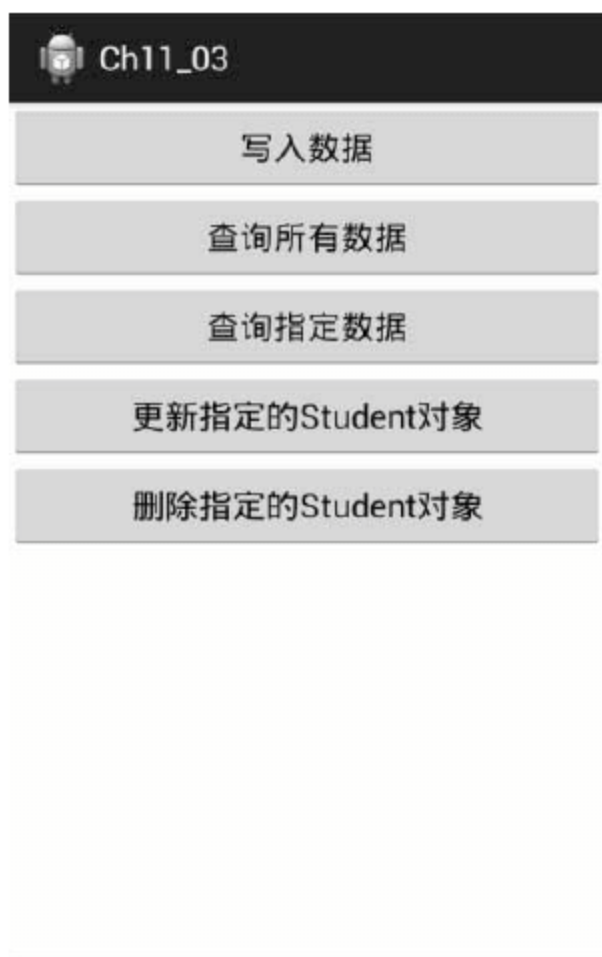 Ch11_03
写入数据
查询所有数据
查询指定数据
更新指定的Student对象
删除指定的Student对象